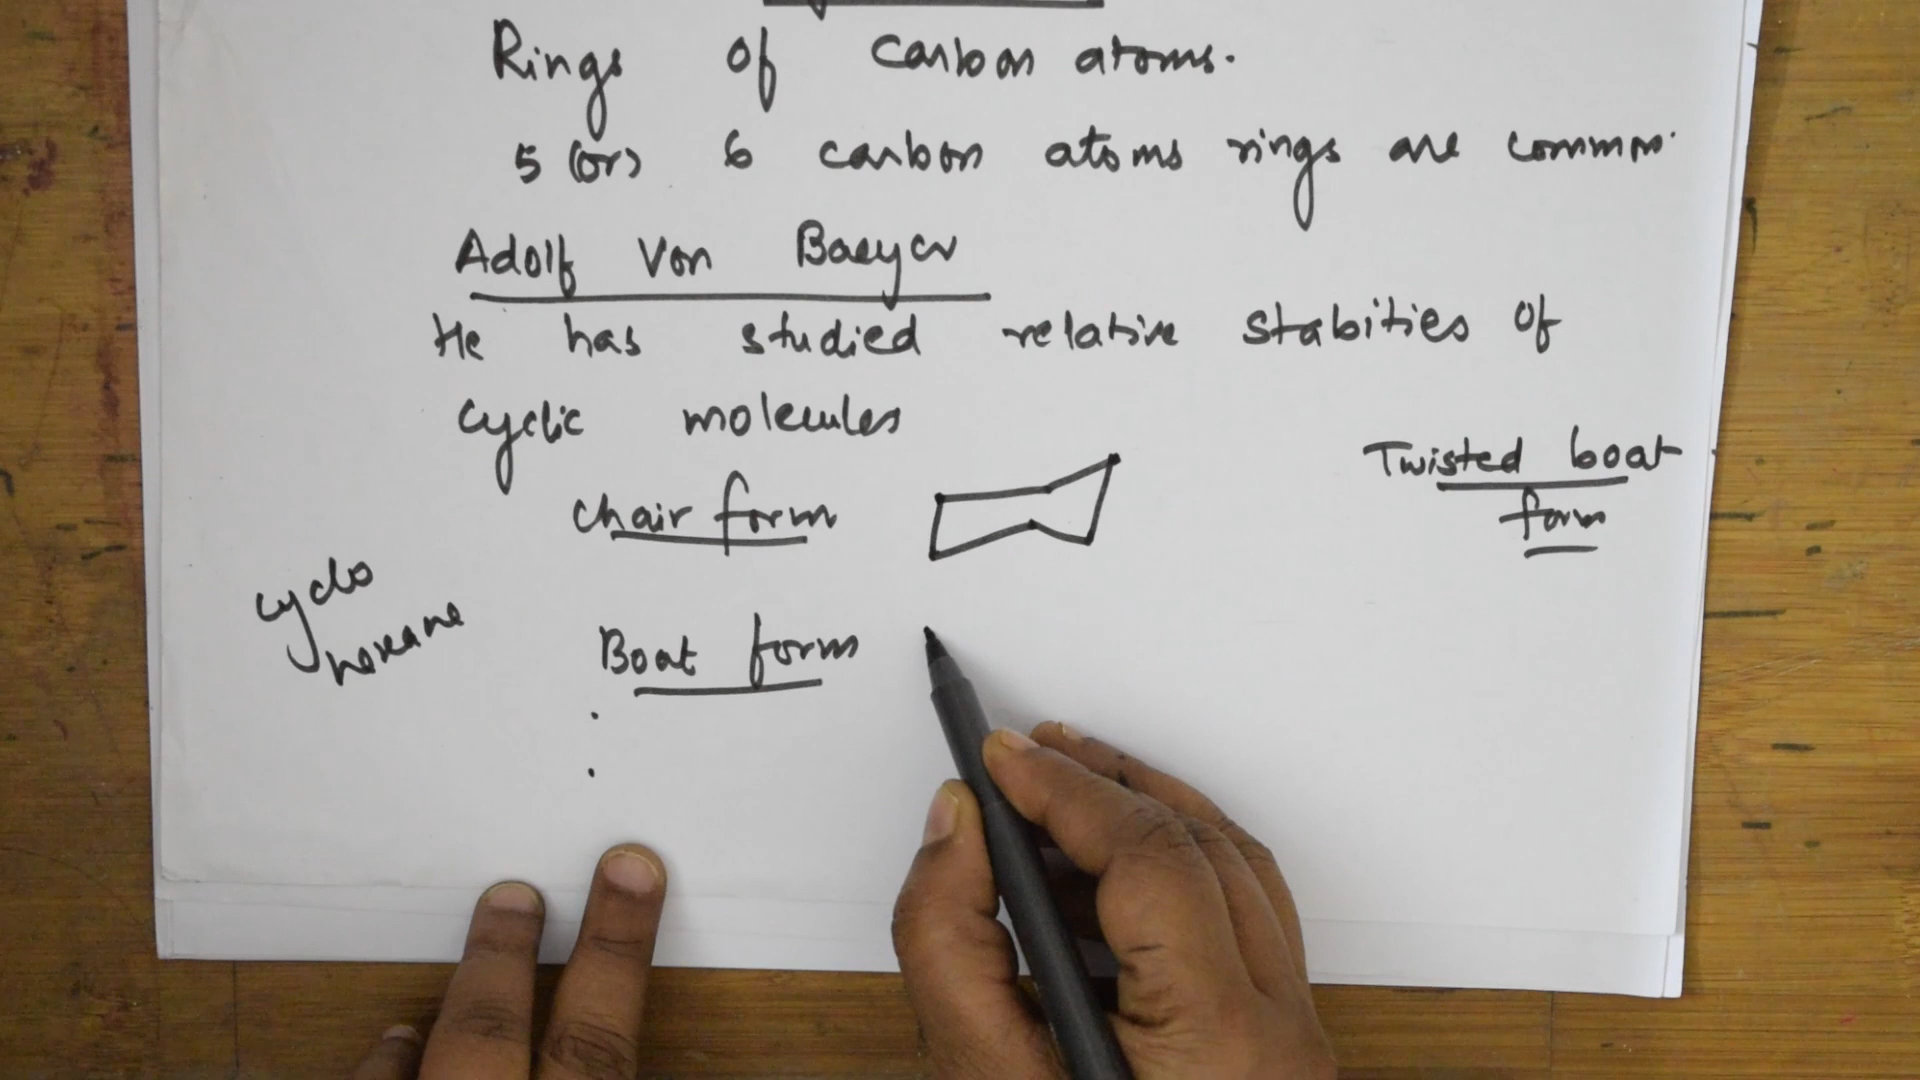 Rings of carbon atoms.
5 (or) 6 carbon atoms rings are common.
Adolf Von Baeyer
He has studied relative stabities of
cyclic molecules
Chair form
Twisted boat
form
cyclo
hexane
Boat form